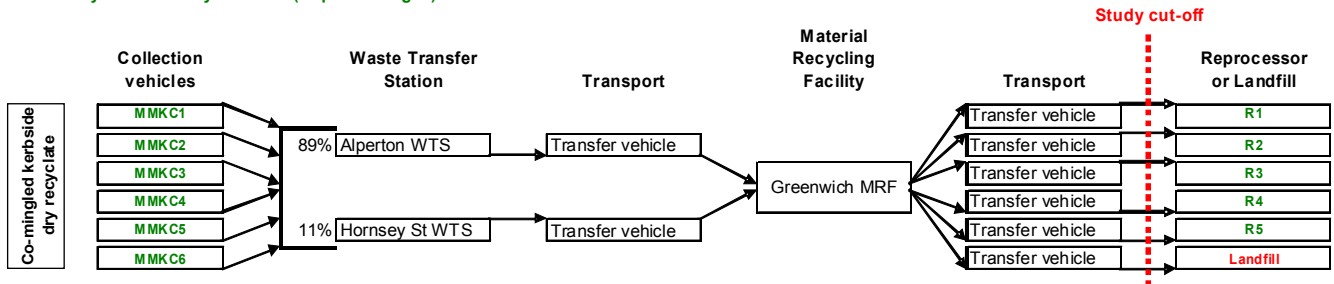 Study cut-off
Collection
vehicles
Waste Transfer
Station
Transport
Material
Recycling
Facility
Transport
Reprocessor
or Landfill
Co-mingled kerbside
dry recyclate
MMKC1
MMKC2
MMKC3
MMKC4
MMKC5
MMKC6
89% Alperton WTS
11% Hornsey St WTS
Transfer vehicle
Transfer vehicle
Greenwich MRF
Transfer vehicle
Transfer vehicle
Transfer vehicle
Transfer vehicle
Transfer vehicle
Transfer vehicle
R1
R2
R3
R4
R5
Landfill